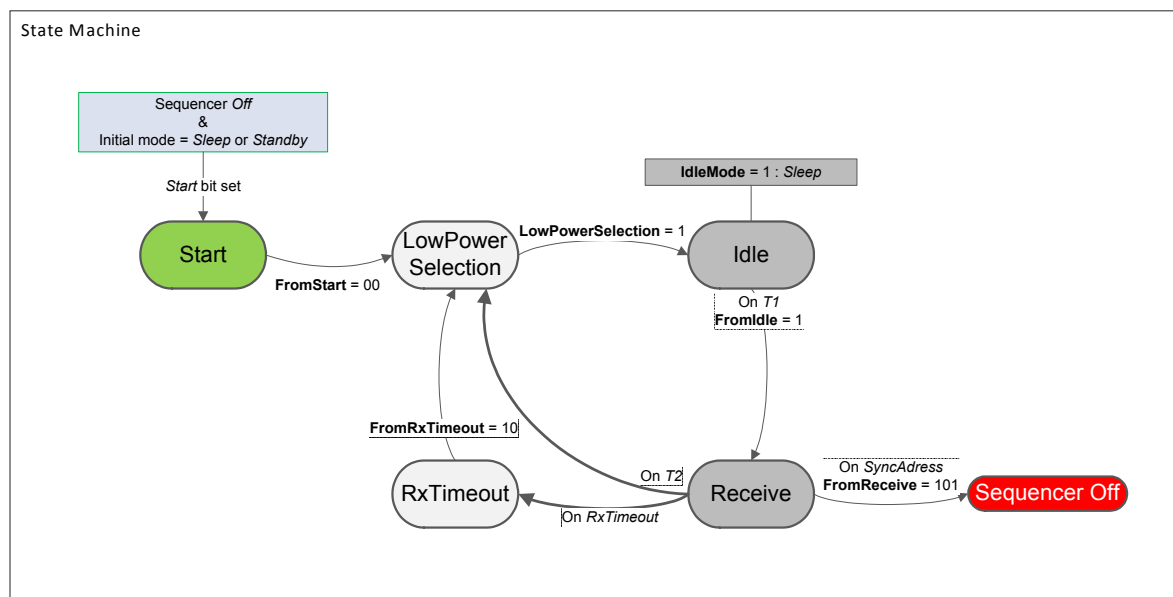 State Machine
Sequencer Off
&
Initial mode = Sleep or Standby
Start bit set
IdleMode = 1 : Sleep
Start
FromStart = 00
LowPower
Selection
LowPowerSelection = 1
Idle
On T1
FromIdle = 1
FromRxTimeout = 10
RxTimeout
On T2
On RxTimeout
Receive
On SyncAdress
FromReceive = 101
Sequencer Off